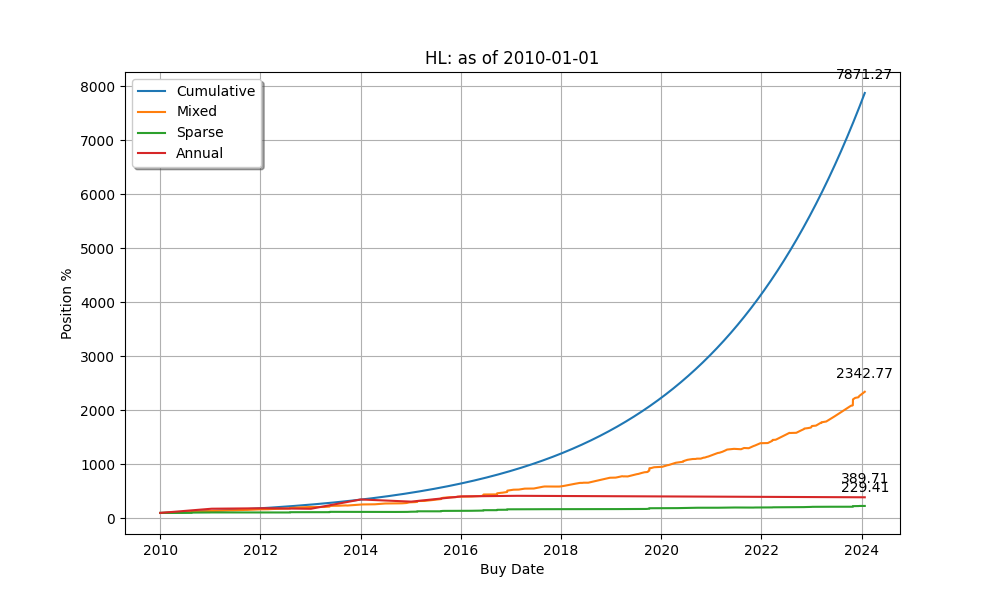 HL: as of 2010-01-01
7871.27
Cumulative
Mixed
Sparse
Annual
8000
7000
6000
5000
4000
3000
2000
1000
0
Position %
2342.77
389.71
229.41
2010 2012 2014 2016 2018 2020 2022 2024
Buy Date